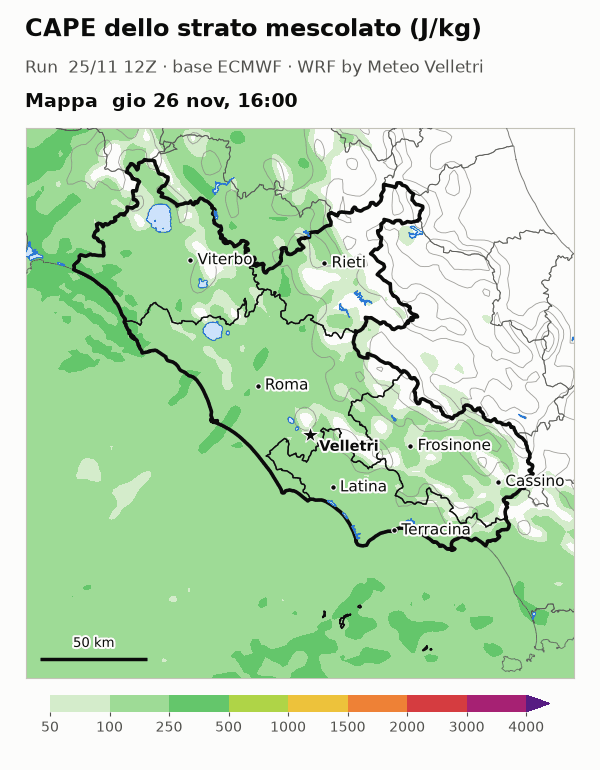 CAPE dello strato mescolato (J/kg)
Run  25/11 12Z · base ECMWF · WRF by Meteo Velletri
Mappa  gio 26 nov, 16:00
Viterbo
Rieti
Roma
Velletri
Frosinone
Latina
Cassino
Terracina
50 km
50 100 250 500 1000 1500 2000 3000 4000